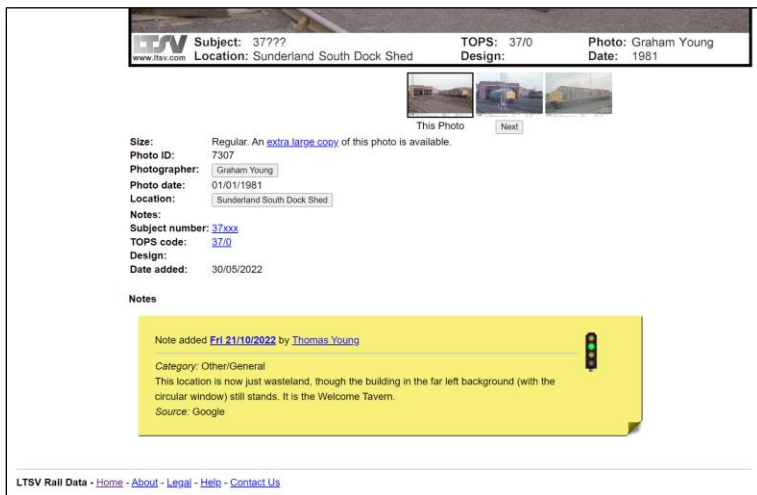 LTSV Subject: 37??? TOPS: 37/0 Photo: Graham Young
www.ltsv.com Location: Sunderland South Dock Shed Design: Date: 1981
This Photo Next
Size: Regular. An extra large copy of this photo is available.
Photo ID: 7307
Photographer: Graham Young
Photo date: 01/01/1981
Location: Sunderland South Dock Shed
Notes:
Subject number: 37xxx
TOPS code: 37/0
Design:
Date added: 30/05/2022
Notes
Note added Fri 21/10/2022 by Thomas Young
Category: Other/General
This location is now just wasteland, though the building in the far left background (with the
circular window) still stands. It is the Welcome Tavern.
Source: Google
LTSV Rail Data - Home - About - Legal - Help - Contact Us